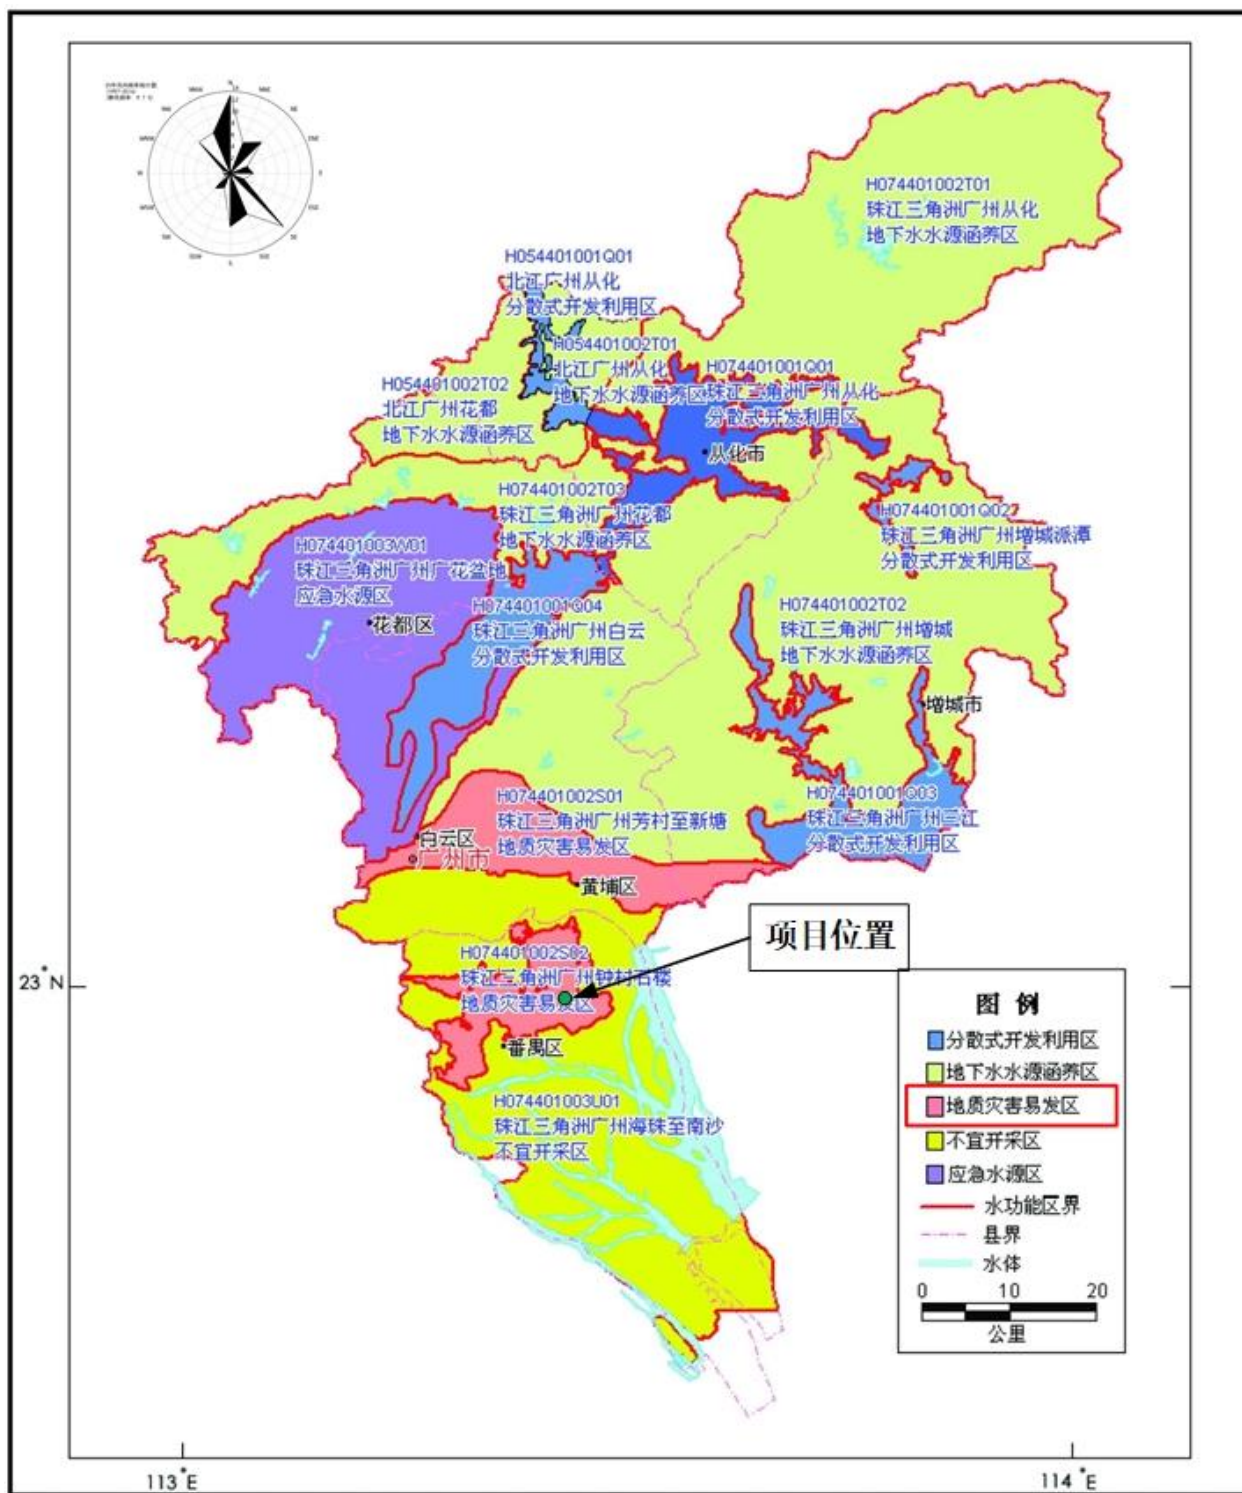 N
NNE
NE
ENE
E
ESE
SE
SSE
S
SSW
SW
WSW
W
WNW
NW
NNW
H074401002T01
珠江三角洲广州从化
地下水水源涵养区
H054401001Q01
北江广州从化
分散式开发利用区
H054401002T01
北江广州从化
地下水水源涵养区
H074401001Q01
珠江三角洲广州从化
分散式开发利用区
H054401002T02
北江广州花都
地下水水源涵养区
从化市
H074401002T03
珠江三角洲广州花都
地下水水源涵养区
H074401001Q02
珠江三角洲广州增城派潭
分散式开发利用区
H074401003W01
珠江三角洲广州广花盆地
应急水源区
H074401001Q04
珠江三角洲广州白云
分散式开发利用区
花都区
H074401002T02
珠江三角洲广州增城
地下水水源涵养区
增城市
H074401002S01
珠江三角洲广州芳村至新塘
地质灾害易发区
H074401001Q03
珠江三角洲广州三江
分散式开发利用区
白云区
广州市
黄埔区
项目位置
H074401002S02
珠江三角洲广州钟村石楼
地质灾害易发区
23°N
番禺区
H074401003U01
珠江三角洲广州海珠至南沙
不宜开采区
图 例
分散式开发利用区
地下水水源涵养区
地质灾害易发区
不宜开采区
应急水源区
水功能区界
县界
水体
0 10 20
公里
113°E
114°E